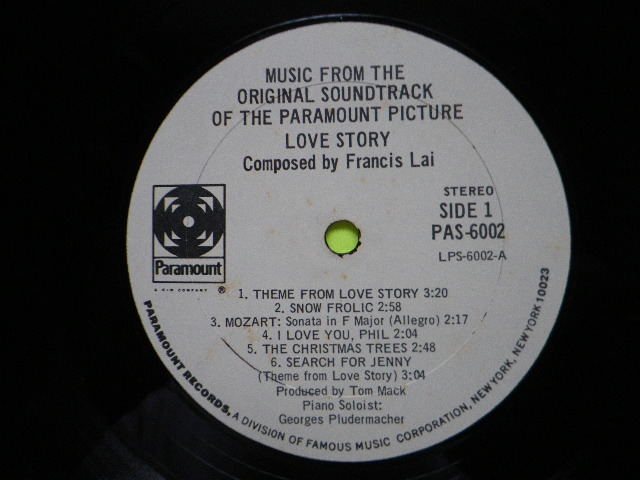 MUSIC FROM THE
ORIGINAL SOUNDTRACK
OF THE PARAMOUNT PICTURE
LOVE STORY
Composed by Francis Lai
STEREO
SIDE 1
PAS-6002
LPS-6002-A
Paramount
A G+W COMPANY ®
1. THEME FROM LOVE STORY 3:20
2. SNOW FROLIC 2:58
3. MOZART: Sonata in F Major (Allegro) 2:17
4. I LOVE YOU, PHIL 2:04
5. THE CHRISTMAS TREES 2:48
6. SEARCH FOR JENNY
(Theme from Love Story) 3:04
Produced by Tom Mack
Piano Soloist:
Georges Pludermacher
PARAMOUNT RECORDS, A DIVISION OF FAMOUS MUSIC CORPORATION, NEW YORK, NEW YORK 10023